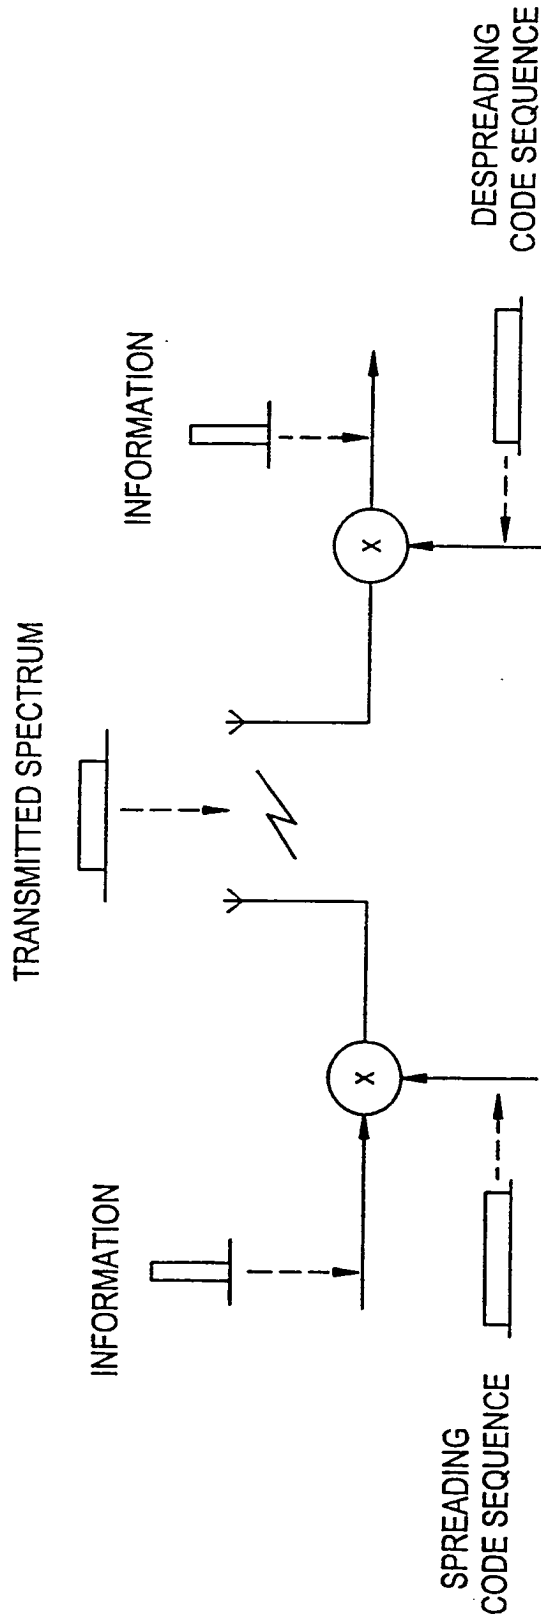 TRANSMITTED SPECTRUM
INFORMATION
INFORMATION
X
X
SPREADING
CODE SEQUENCE
DESPREADING
CODE SEQUENCE